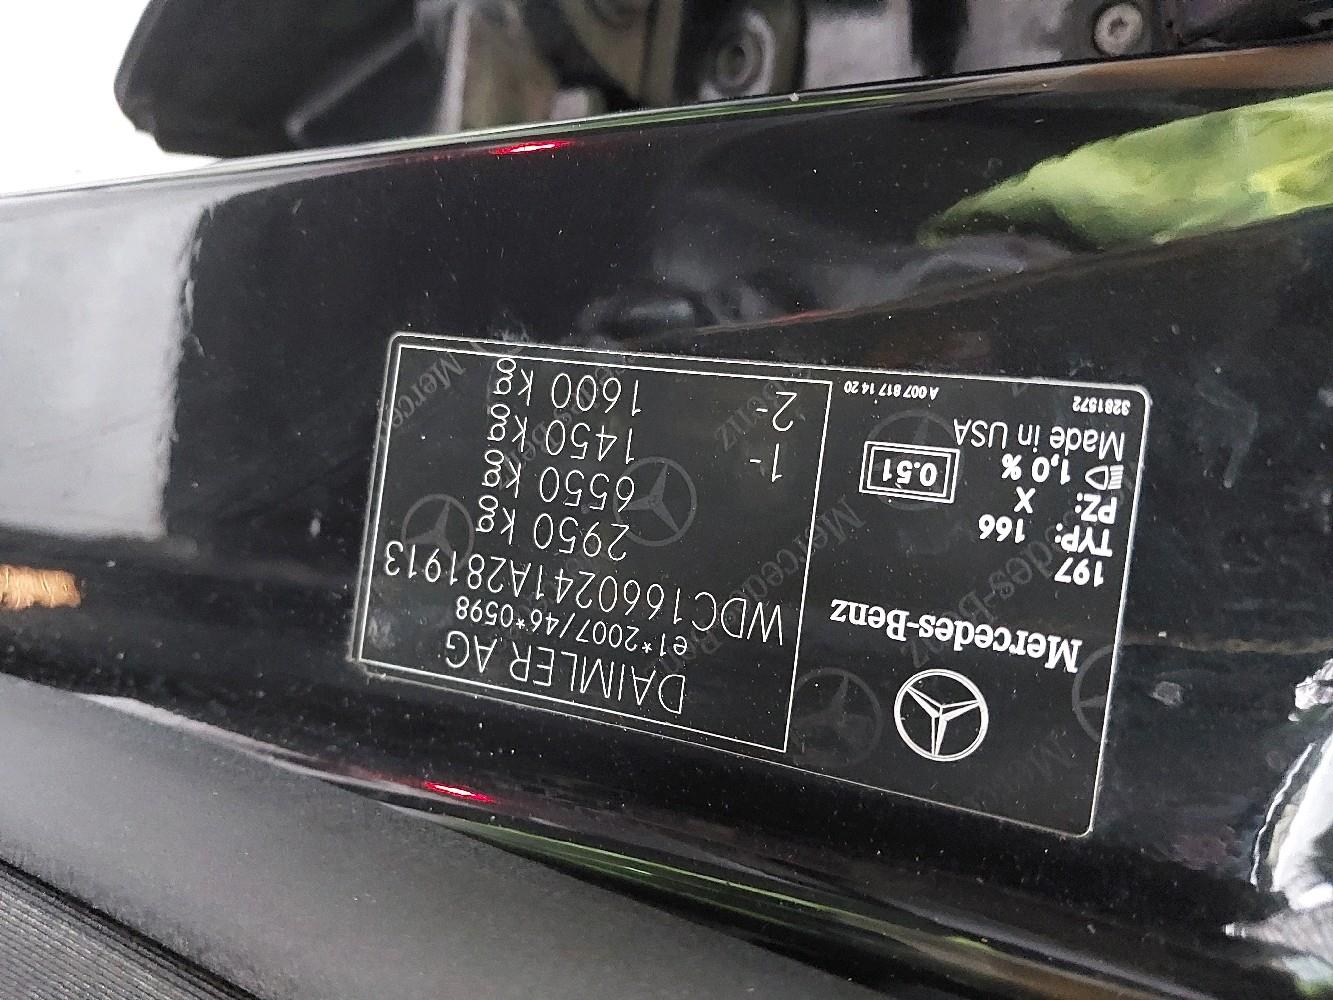 Mercedes-Benz
197
TYP: 166
PZ: X
1,0 %
0.51
Made in USA
3281572
A 007 817 14 20
DAIMLER AG
e1*2007/46*0598
WDC1660241A281913
2950 kg
6550 kg
1- 1450 kg
2- 1600 kg